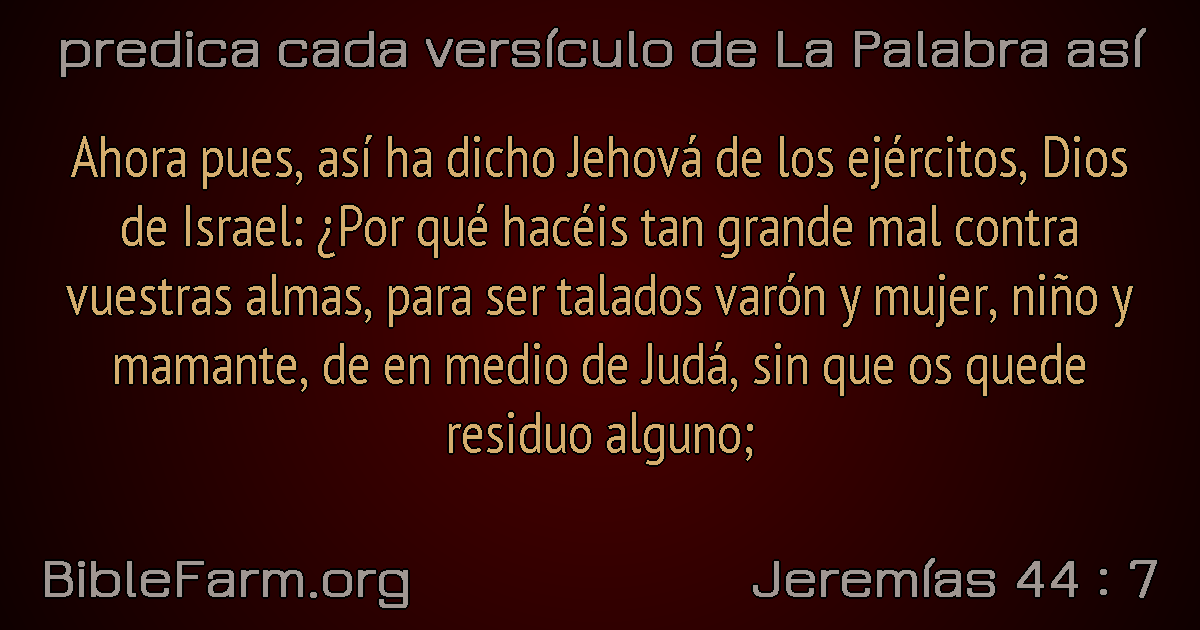 predica cada versículo de La Palabra así
Ahora pues, así ha dicho Jehová de los ejércitos, Dios
de Israel: ¿Por qué hacéis tan grande mal contra
vuestras almas, para ser talados varón y mujer, niño y
mamante, de en medio de Judá, sin que os quede
residuo alguno;
BibleFarm.org
Jeremías 44 : 7